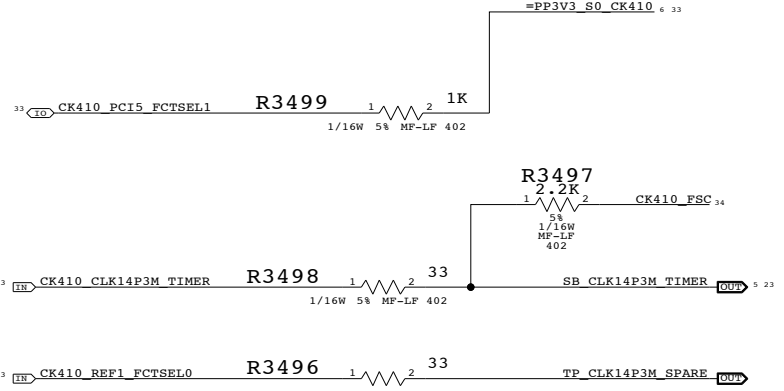 =PP3V3_S0_CK410 6 33
33 IO CK410_PCI5_FCTSEL1 R3499 1 2 1K
1/16W 5% MF-LF 402
R3497
2.2K
1 2 CK410_FSC 34
5%
1/16W
MF-LF
402
3 IN CK410_CLK14P3M_TIMER R3498 1 2 33 SB_CLK14P3M_TIMER OUT 5 23
1/16W 5% MF-LF 402
3 IN CK410_REF1_FCTSEL0 R3496 1 2 33 TP_CLK14P3M_SPARE OUT